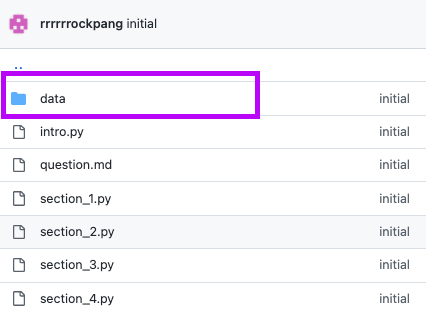 rrrrrrockpang initial
..
data initial
intro.py initial
question.md initial
section_1.py initial
section_2.py initial
section_3.py initial
section_4.py initial